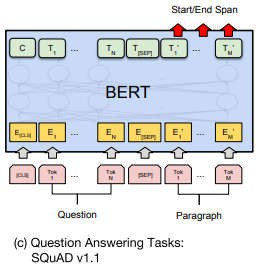 Start/End Span
C T1 ... TN T[SEP] T1' ... TM'
BERT
E[CLS] E1 ... EN E[SEP] E1' ... EM'
[CLS] Tok 1 ... Tok N [SEP] Tok 1 ... Tok M
Question Paragraph
(c) Question Answering Tasks:
SQuAD v1.1